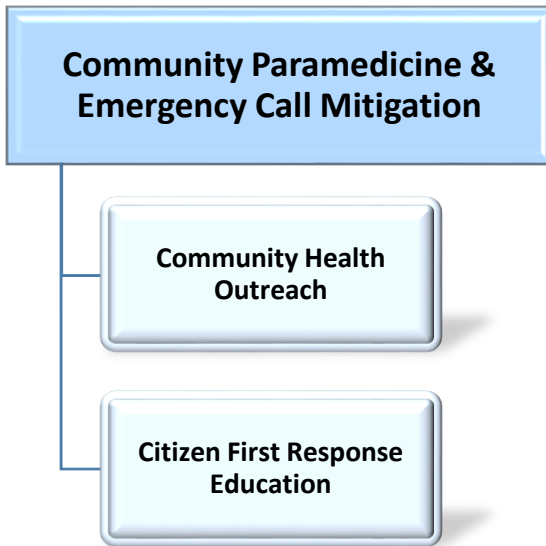 Community Paramedicine &
Emergency Call Mitigation
Community Health
Outreach
Citizen First Response
Education